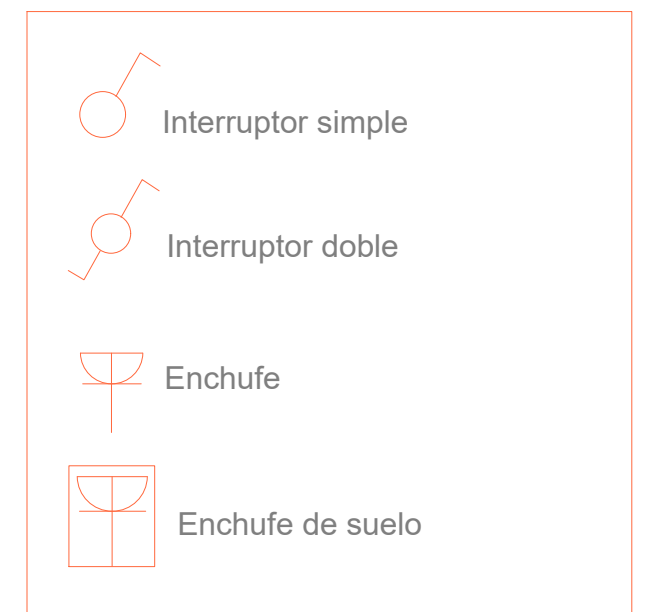 Interruptor simple
Interruptor doble
Enchufe
Enchufe de suelo